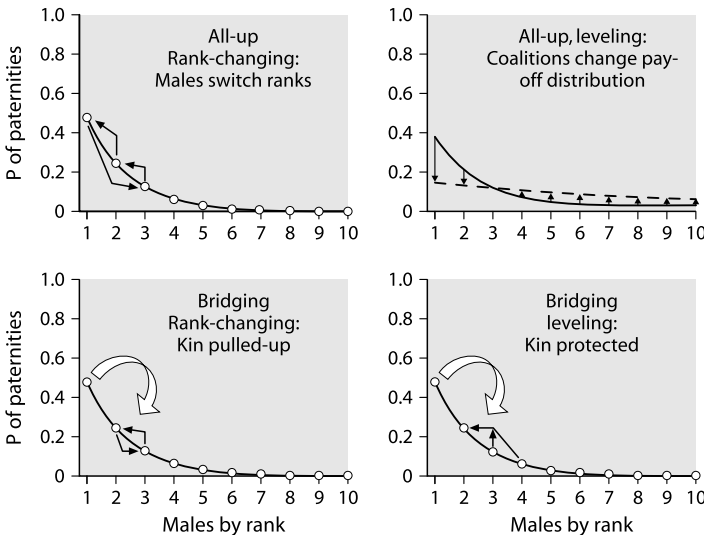 All-up
Rank-changing:
Males switch ranks
P of paternities
1.0
0.8
0.6
0.4
0.2
0
1 2 3 4 5 6 7 8 9 10
All-up, leveling:
Coalitions change pay-
off distribution
1.0
0.8
0.6
0.4
0.2
0
1 2 3 4 5 6 7 8 9 10
Bridging
Rank-changing:
Kin pulled-up
P of paternities
1.0
0.8
0.6
0.4
0.2
0
1 2 3 4 5 6 7 8 9 10
Males by rank
Bridging
leveling:
Kin protected
1.0
0.8
0.6
0.4
0.2
0
1 2 3 4 5 6 7 8 9 10
Males by rank